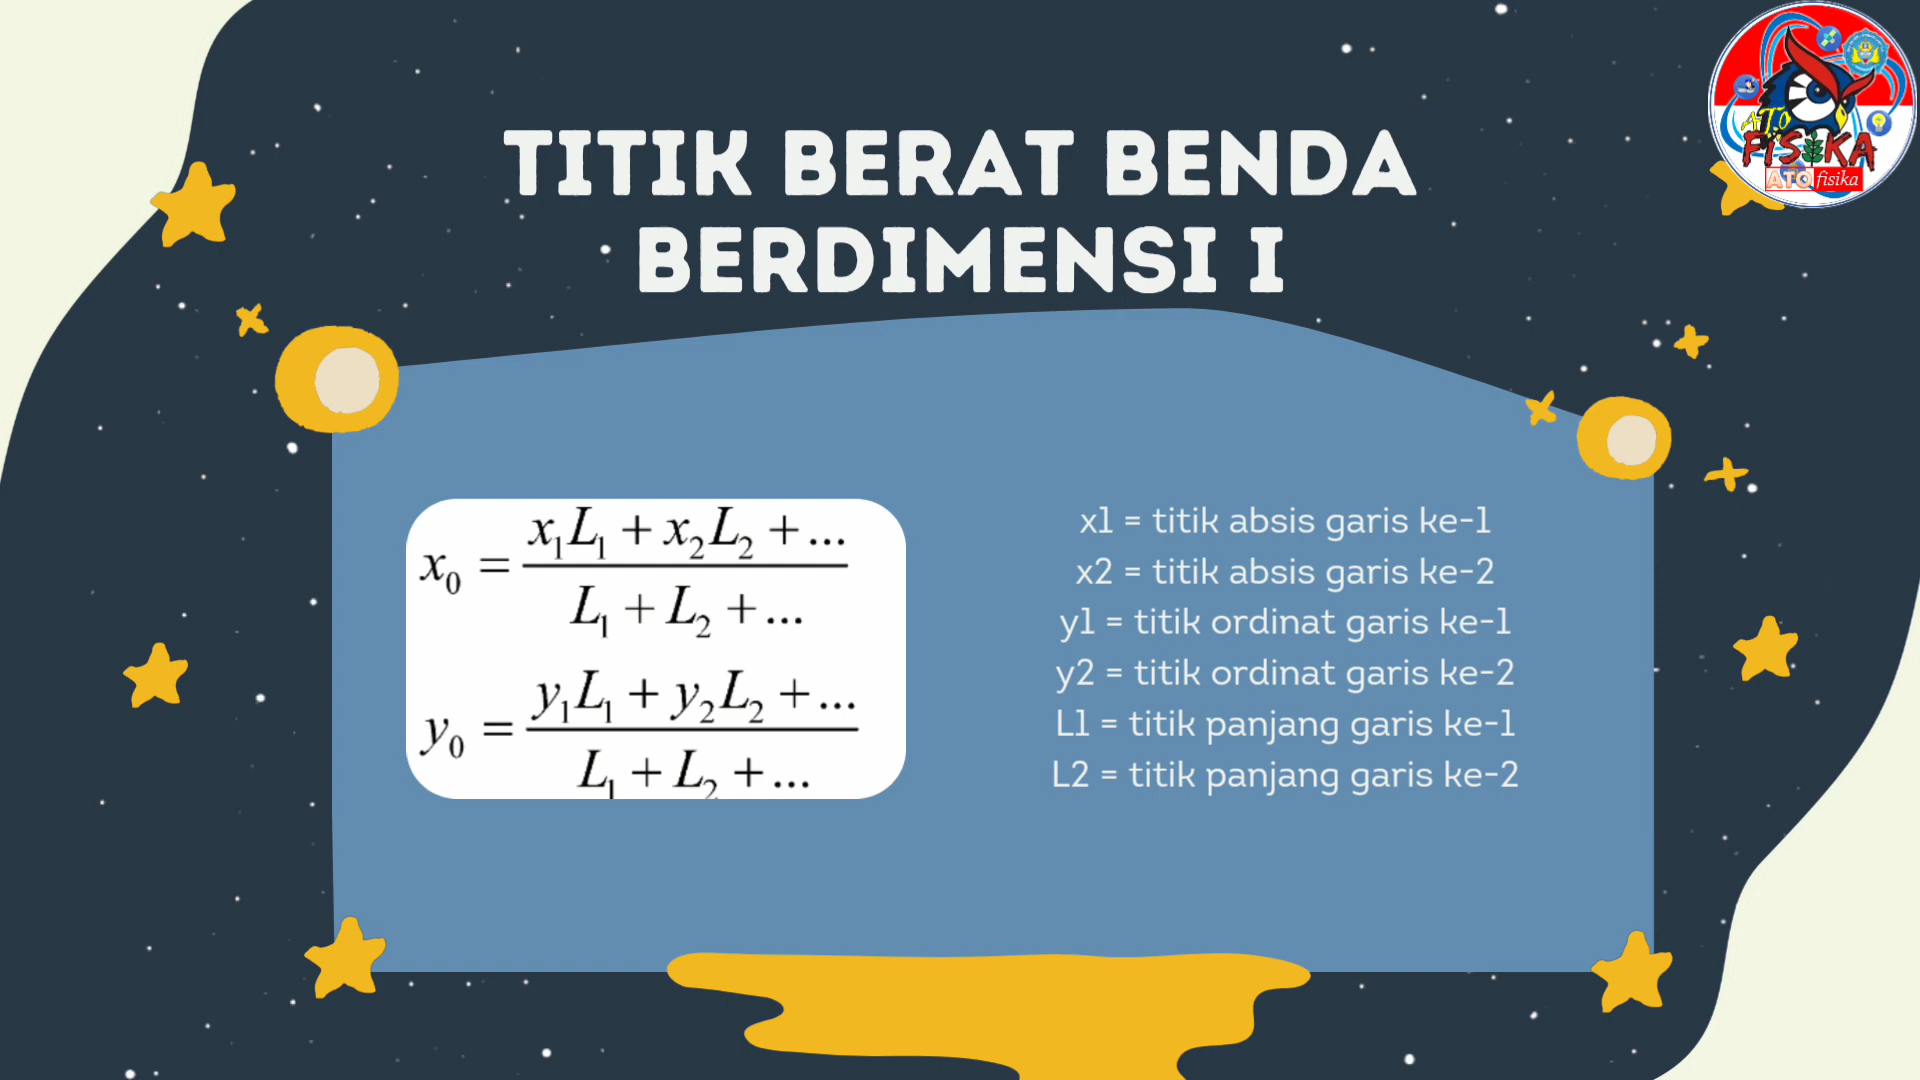 TITIK BERAT BENDA
BERDIMENSI I
x₀ = (x₁L₁ + x₂L₂ + ...) / (L₁ + L₂ + ...)
y₀ = (y₁L₁ + y₂L₂ + ...) / (L₁ + L₂ + ...)
x1 = titik absis garis ke-1
x2 = titik absis garis ke-2
y1 = titik ordinat garis ke-1
y2 = titik ordinat garis ke-2
L1 = titik panjang garis ke-1
L2 = titik panjang garis ke-2
ATO
FISIKA
ATO fisika